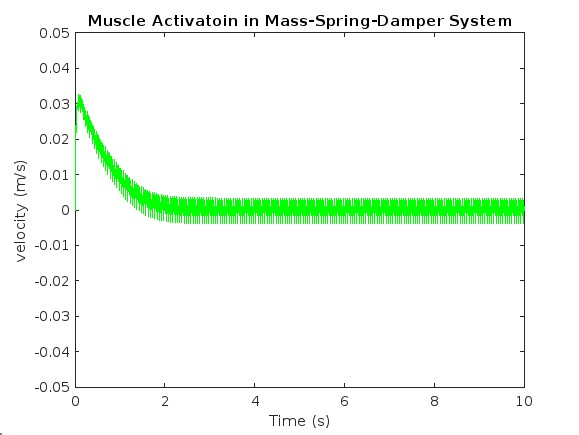 Muscle Activatoin in Mass-Spring-Damper System
0.05
0.04
0.03
0.02
0.01
0
-0.01
-0.02
-0.03
-0.04
-0.05
velocity (m/s)
0 2 4 6 8 10
Time (s)